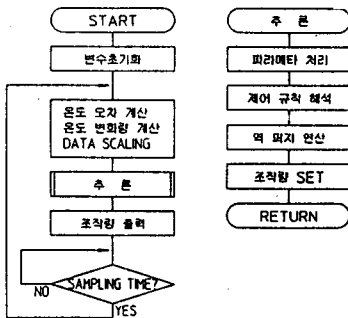 START
변수초기화
온도 오차 계산
온도 변화량 계산
DATA SCALING
추 론
조작량 출력
SAMPLING TIME?
NO
YES
추 론
파라메타 처리
제어 규칙 해석
역 퍼지 연산
조작량 SET
RETURN